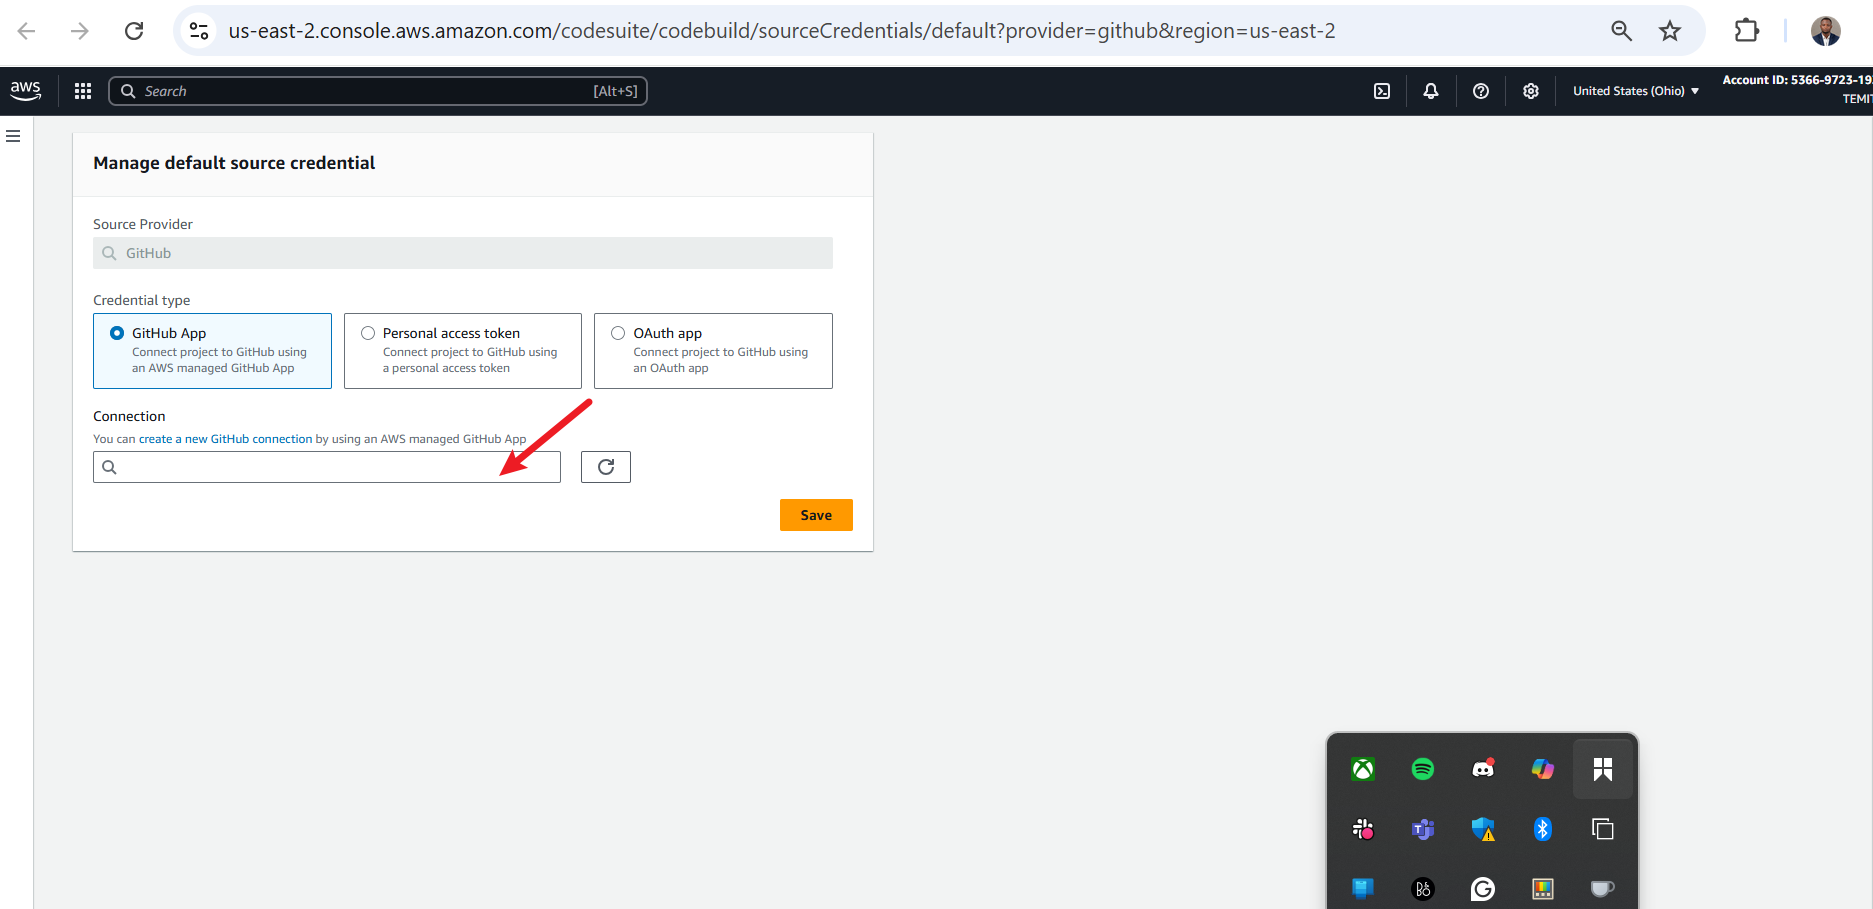 us-east-2.console.aws.amazon.com/codesuite/codebuild/sourceCredentials/default?provider=github&region=us-east-2
aws
Search
[Alt+S]
United States (Ohio)
Account ID: 5366-9723-19
TEMIT
Manage default source credential
Source Provider
GitHub
Credential type
GitHub App
Connect project to GitHub using
an AWS managed GitHub App
Personal access token
Connect project to GitHub using
a personal access token
OAuth app
Connect project to GitHub using
an OAuth app
Connection
You can create a new GitHub connection by using an AWS managed GitHub App
Save